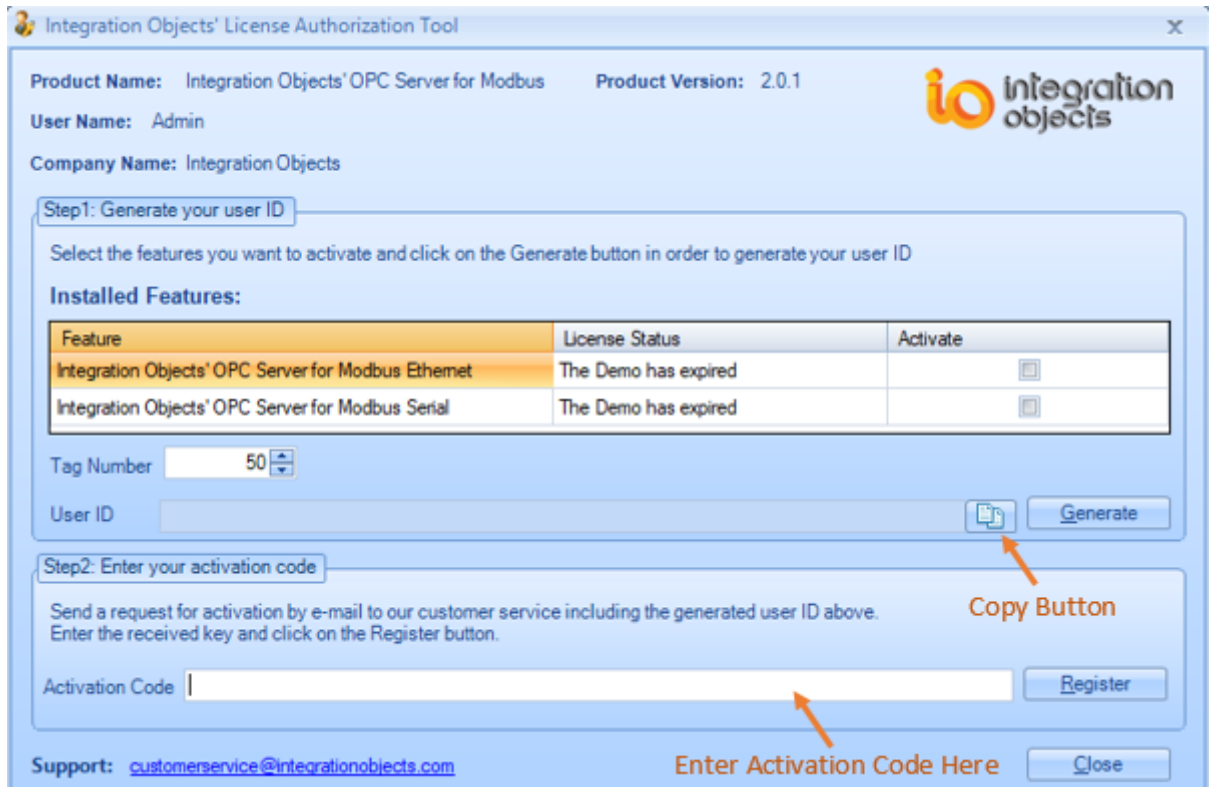 Integration Objects' License Authorization Tool
Product Name: Integration Objects' OPC Server for Modbus Product Version: 2.0.1
integration
objects
User Name: Admin
Company Name: Integration Objects
Step1: Generate your user ID
Select the features you want to activate and click on the Generate button in order to generate your user ID
Installed Features:
Feature License Status Activate
Integration Objects' OPC Server for Modbus Ethernet The Demo has expired
Integration Objects' OPC Server for Modbus Serial The Demo has expired
Tag Number 50
User ID Generate
Step2: Enter your activation code
Send a request for activation by e-mail to our customer service including the generated user ID above.
Copy Button
Enter the received key and click on the Register button.
Activation Code Register
Support: customerservice@integrationobjects.com Enter Activation Code Here Close